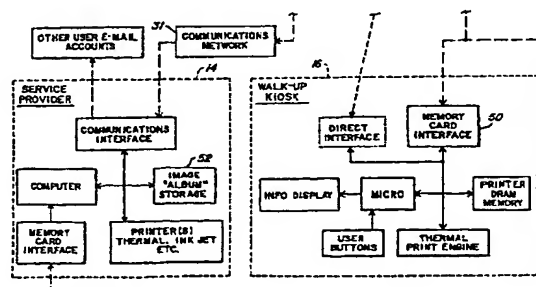 31
OTHER USER E-MAIL
ACCOUNTS
COMMUNICATIONS
NETWORK
14
SERVICE
PROVIDER
COMMUNICATIONS
INTERFACE
52
COMPUTER
IMAGE
"ALBUM"
STORAGE
MEMORY
CARD
INTERFACE
PRINTER(S)
THERMAL, INK JET
ETC.
16
WALK-UP
KIOSK
DIRECT
INTERFACE
MEMORY
CARD
INTERFACE
50
INFO DISPLAY
MICRO
PRINTER
DRAM
MEMORY
USER
BUTTONS
THERMAL
PRINT ENGINE